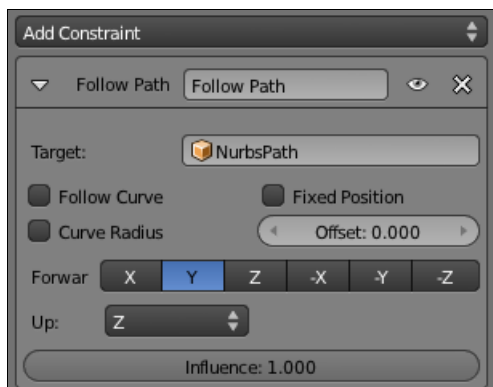 Add Constraint
Follow Path Follow Path
Target: NurbsPath
Follow Curve Fixed Position
Curve Radius Offset: 0.000
Forwar X Y Z -X -Y -Z
Up: Z
Influence: 1.000